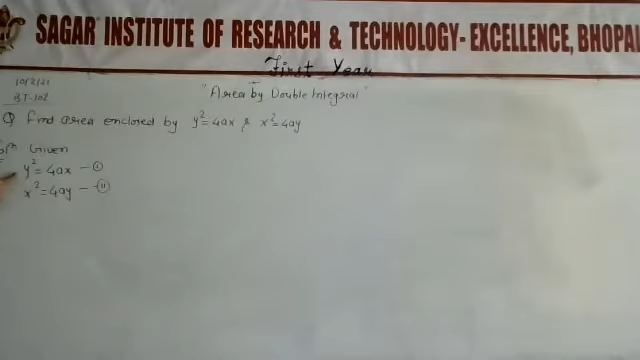 SAGAR INSTITUTE OF RESEARCH & TECHNOLOGY- EXCELLENCE, BHOPAL
First Year
10/2/21
"Area by Double Integral"
BT-102
Q Find area enclosed by y²=4ax & x²=4ay
Soln Given
y²=4ax - ①
x²=4ay - ⑪